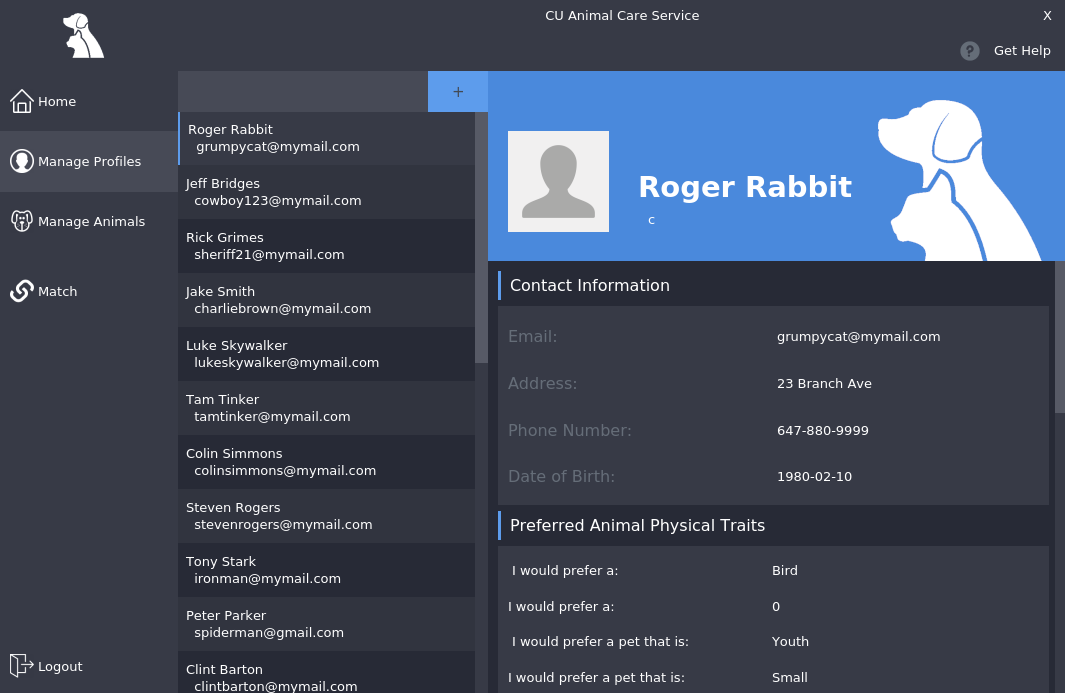 CU Animal Care Service
X
?
Get Help
Home
Manage Profiles
Manage Animals
Match
Logout
+
Roger Rabbit
grumpycat@mymail.com
Jeff Bridges
cowboy123@mymail.com
Rick Grimes
sheriff21@mymail.com
Jake Smith
charliebrown@mymail.com
Luke Skywalker
lukeskywalker@mymail.com
Tam Tinker
tamtinker@mymail.com
Colin Simmons
colinsimmons@mymail.com
Steven Rogers
stevenrogers@mymail.com
Tony Stark
ironman@mymail.com
Peter Parker
spiderman@gmail.com
Clint Barton
clintbarton@mymail.com
Roger Rabbit
c
Contact Information
Email: grumpycat@mymail.com
Address: 23 Branch Ave
Phone Number: 647-880-9999
Date of Birth: 1980-02-10
Preferred Animal Physical Traits
I would prefer a: Bird
I would prefer a: 0
I would prefer a pet that is: Youth
I would prefer a pet that is: Small